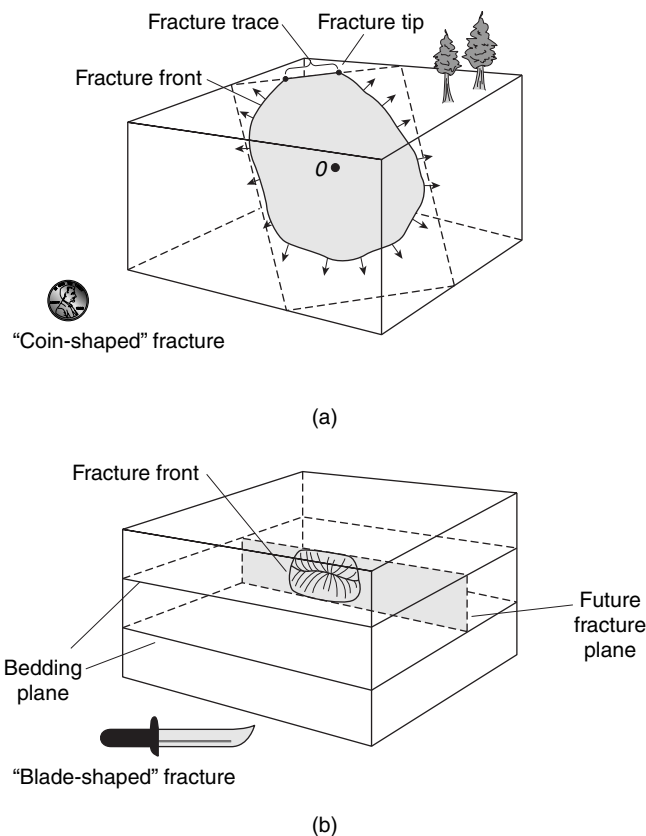 Fracture trace
Fracture tip
Fracture front
O
“Coin-shaped” fracture
(a)
Fracture front
Future
fracture
plane
Bedding
plane
“Blade-shaped” fracture
(b)